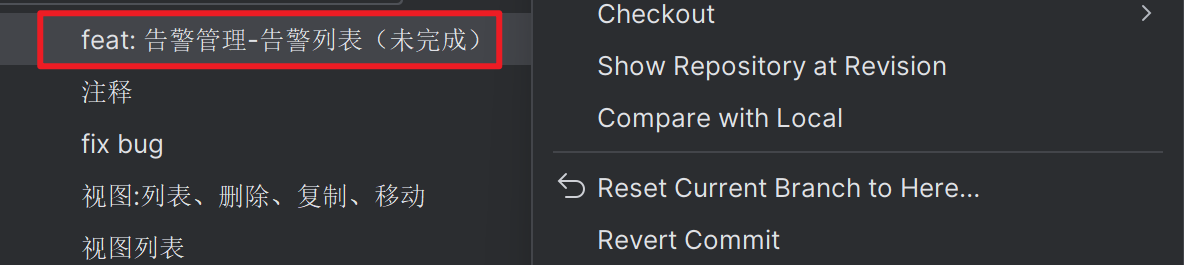 feat: 告警管理-告警列表（未完成）
注释
fix bug
视图:列表、删除、复制、移动
视图列表
Checkout
Show Repository at Revision
Compare with Local
Reset Current Branch to Here...
Revert Commit